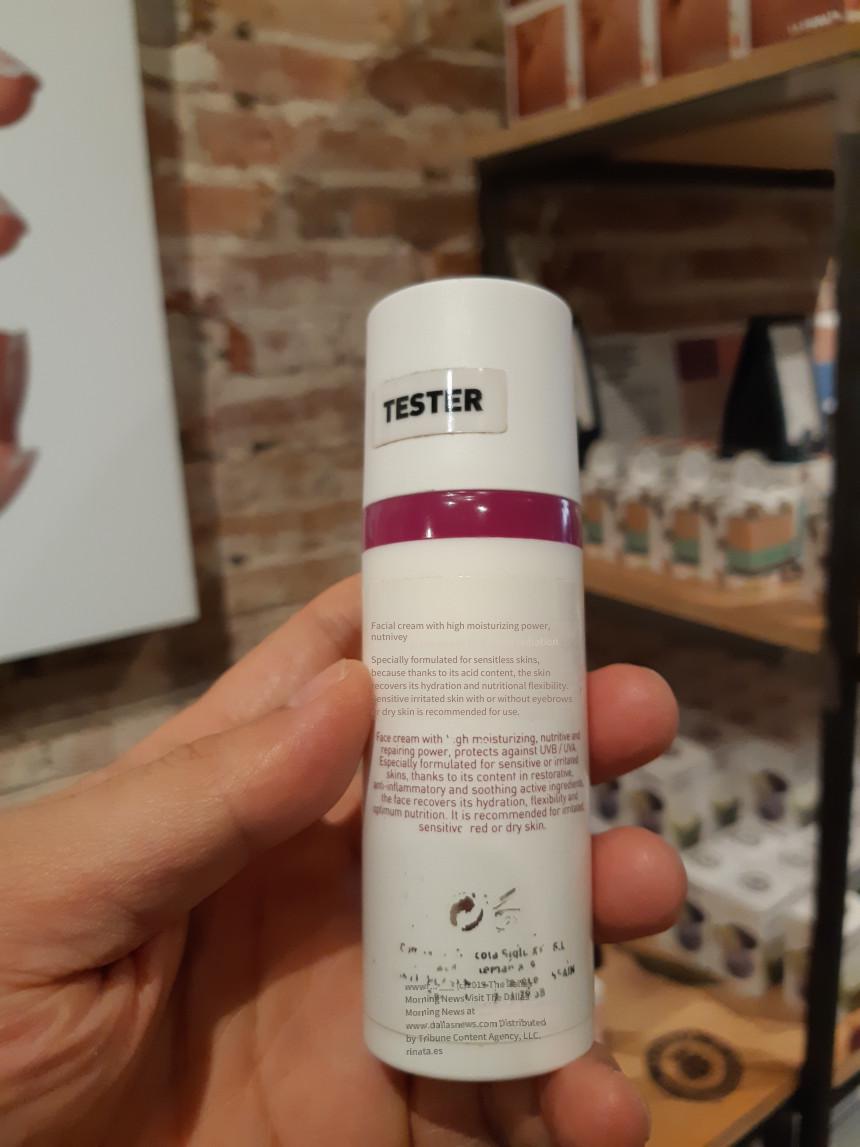 TESTER
Facial cream with high moisturizing power,
nutnivey
Specially formulated for sensitless skins,
because thanks to its acid content, the skin
recovers its hydration and nutritional flexibility.
Sensitive irritated skin with or without eyebrows
or dry skin is recommended for use.
Face cream with moisturizing, nutritive and
repairing power, protects against UVB / UVA.
Especially formulated for sensitive or irritated
skins, thanks to its content in restorative,
anti-inflammatory and soothing active ingredients,
the face recovers its hydration, flexibility and
optimum putrition. It is recommended for irritated,
sensitive red or dry skin.
(c)2019 The
Morning News Visit The Dallas
Morning News at
www.dallasnews.com Distributed
by Tribune Content Agency, LLC.
rinata.es